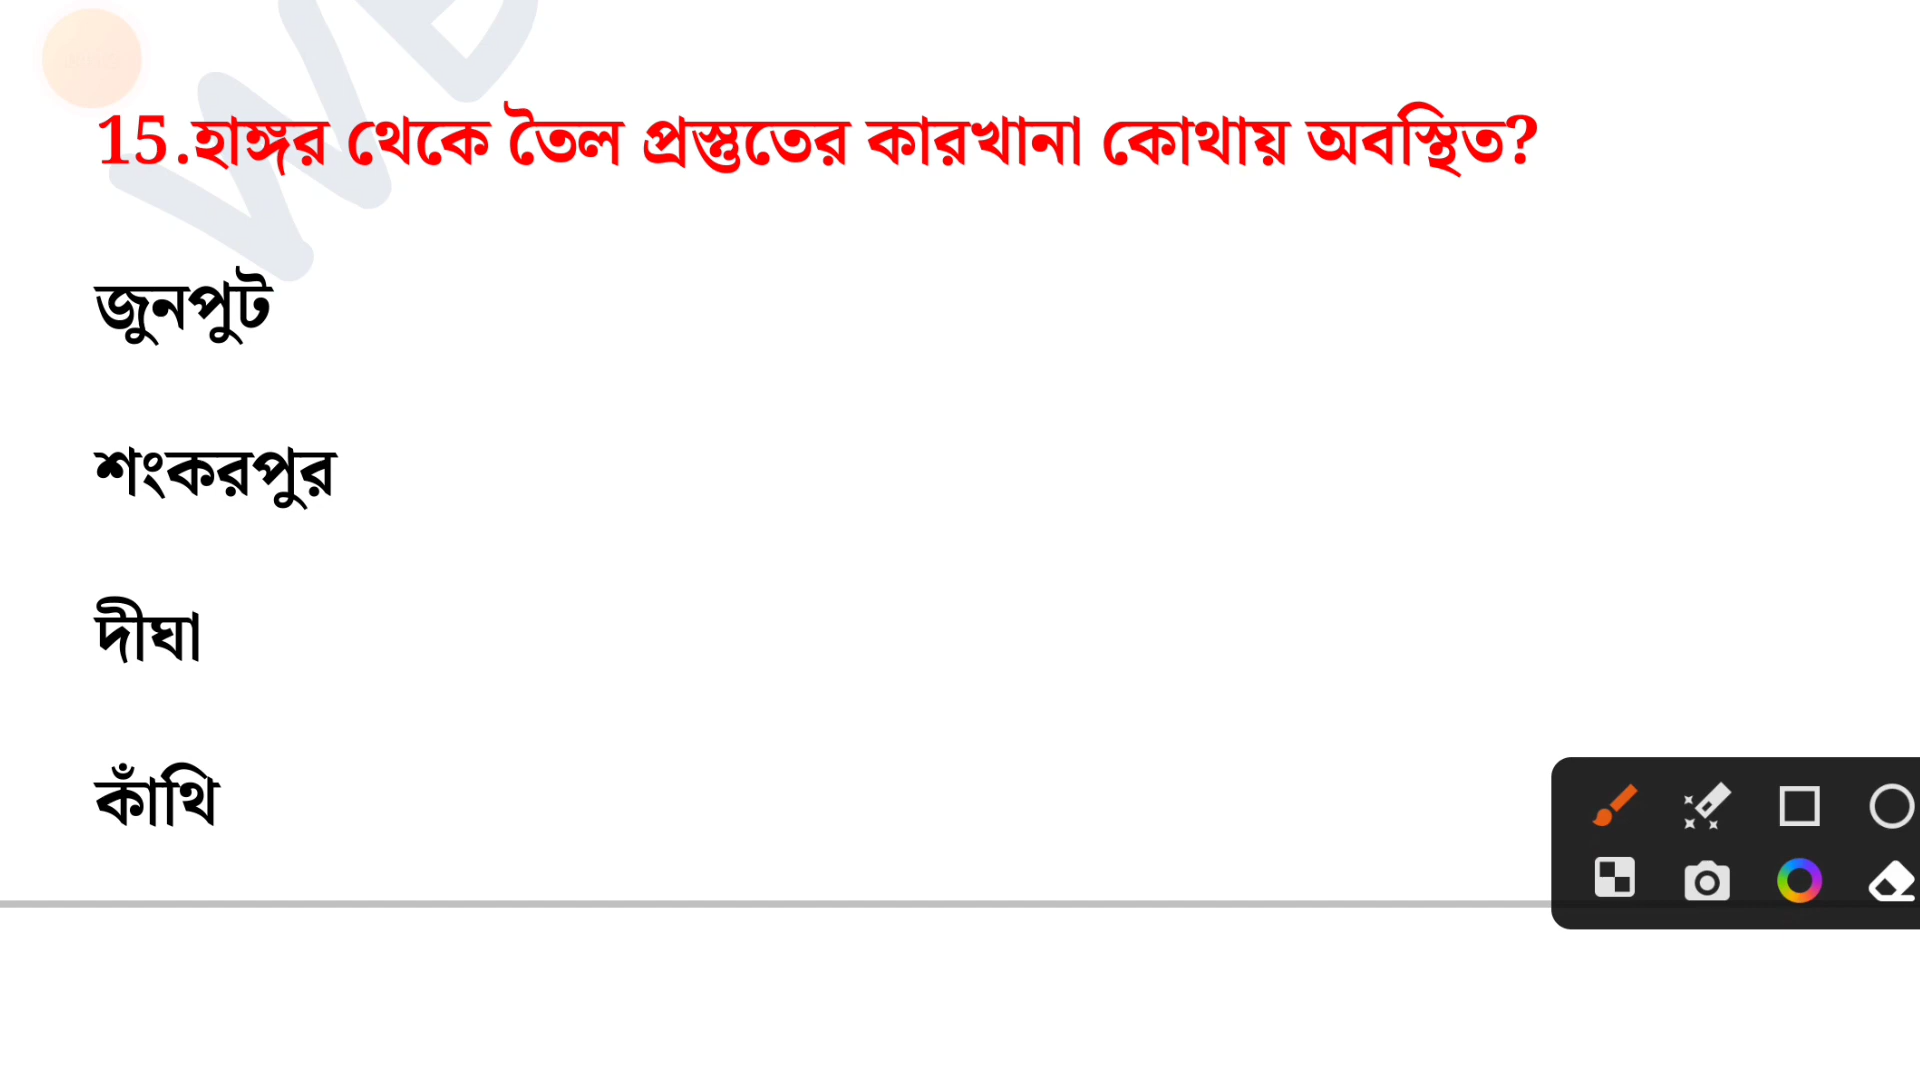 15.হাঙ্গর থেকে তৈল প্রস্তুতের কারখানা কোথায় অবস্থিত?
জুনপুট
শংকরপুর
দীঘা
কাঁথি